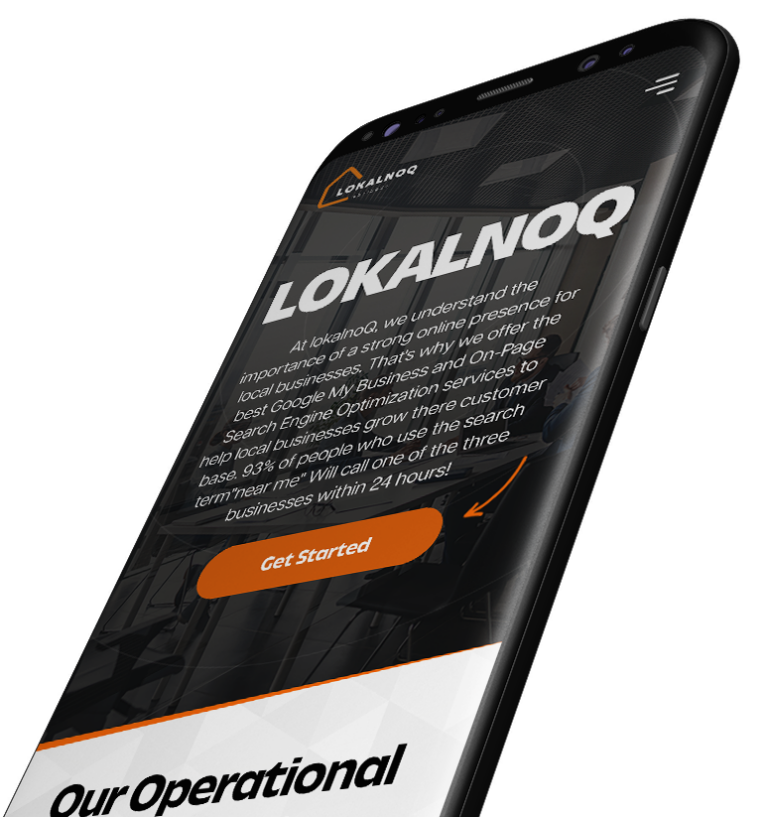 LOKALNOQ
LOKALNOQ
At lokalnoQ, we understand the
importance of a strong online presence for
local businesses. That's why we offer the
best Google My Business and On-Page
Search Engine Optimization services to
help local businesses grow there customer
base. 93% of people who use the search
term"near me" Will call one of the three
businesses within 24 hours!
Get Started
Our Operational